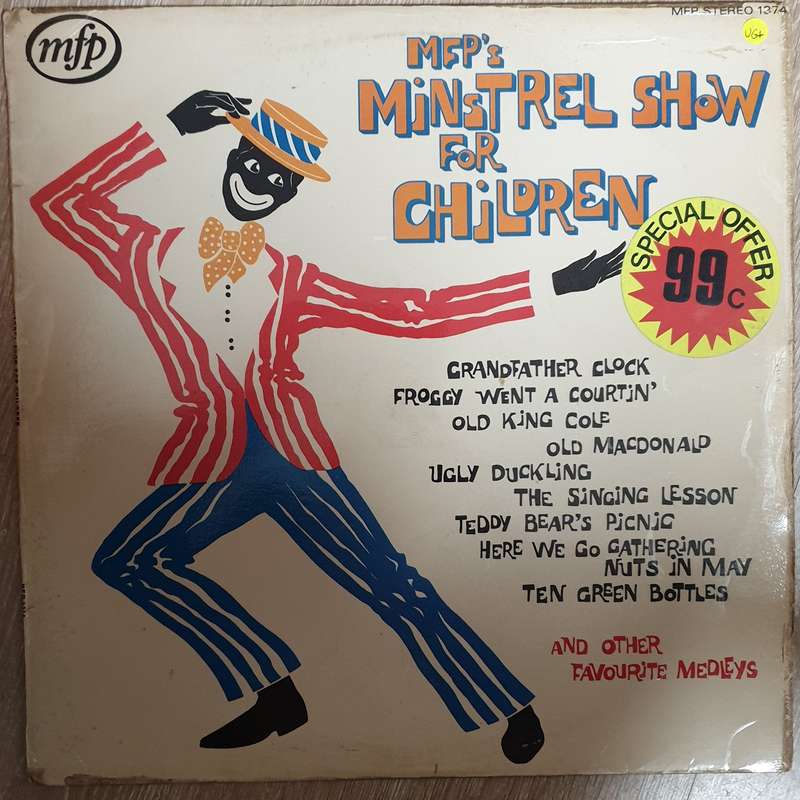 MFP STEREO 1374
mfp
VG+
MFP's
MiNSTREL SHOW
FOR
CHiLDREN
SPECIAL OFFER
99c
GRANDFATHER CLOCK
FROGGY WENT A COURTIN'
OLD KiNG COLE
OLD MACDONALD
UGLY DUCKLING
THE SiNGiNG LESSON
TEDDY BEAR'S PiCNiC
HERE WE GO GATHERiNG
NUTS iN MAY
TEN GREEN BOTTLES
AND OTHER
FAVOURiTE MEDLEYS